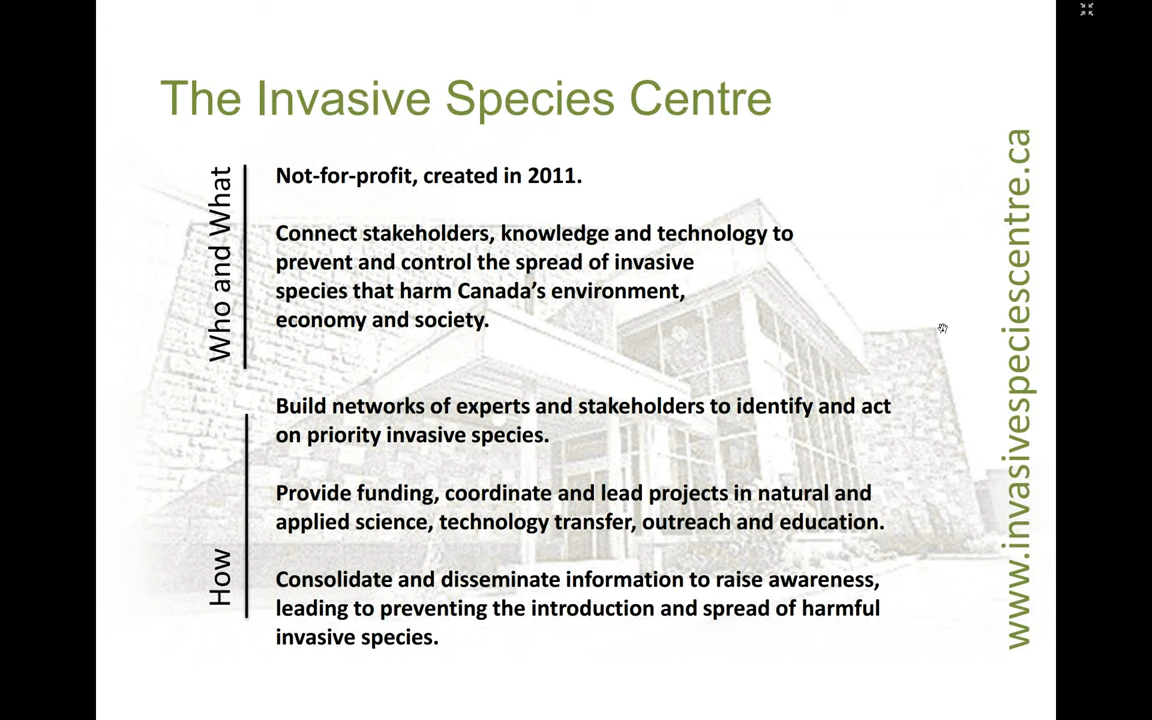 The Invasive Species Centre
Who and What
Not-for-profit, created in 2011.
Connect stakeholders, knowledge and technology to
prevent and control the spread of invasive
species that harm Canada’s environment,
economy and society.
How
Build networks of experts and stakeholders to identify and act
on priority invasive species.
Provide funding, coordinate and lead projects in natural and
applied science, technology transfer, outreach and education.
Consolidate and disseminate information to raise awareness,
leading to preventing the introduction and spread of harmful
invasive species.
www.invasivespeciescentre.ca